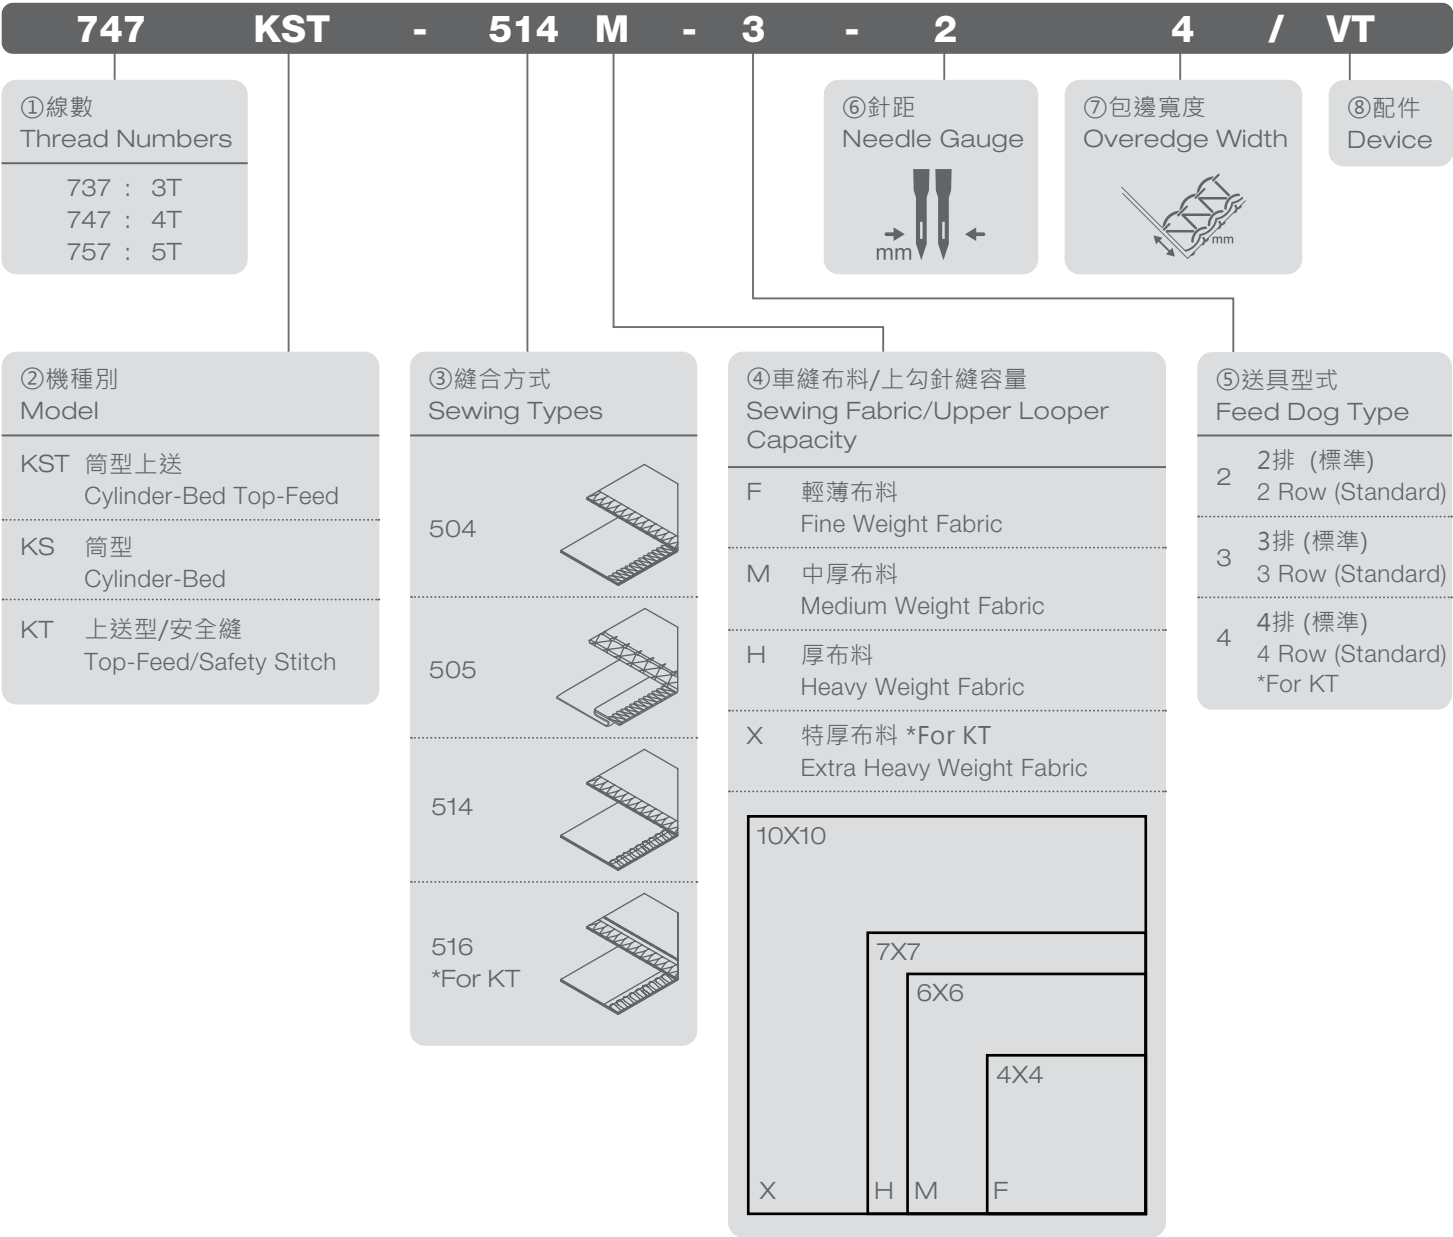 747 KST - 514 M - 3 - 2 4 / VT
①線數
Thread Numbers
737 : 3T
747 : 4T
757 : 5T
⑥針距
Needle Gauge
mm
⑦包邊寬度
Overedge Width
mm
⑧配件
Device
②機種別
Model
KST 筒型上送
Cylinder-Bed Top-Feed
KS 筒型
Cylinder-Bed
KT 上送型/安全縫
Top-Feed/Safety Stitch
③縫合方式
Sewing Types
504
505
514
516
*For KT
④車縫布料/上勾針縫容量
Sewing Fabric/Upper Looper
Capacity
F 輕薄布料
Fine Weight Fabric
M 中厚布料
Medium Weight Fabric
H 厚布料
Heavy Weight Fabric
X 特厚布料 *For KT
Extra Heavy Weight Fabric
10X10
7X7
6X6
4X4
X H M F
⑤送具型式
Feed Dog Type
2 2排 (標準)
2 Row (Standard)
3 3排 (標準)
3 Row (Standard)
4 4排 (標準)
4 Row (Standard)
*For KT